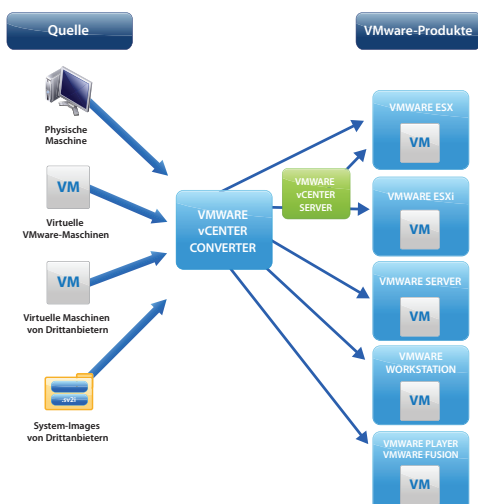 Quelle
VMware-Produkte
Physische
Maschine
VM
Virtuelle
VMware-Maschinen
VM
Virtuelle Maschinen
von Drittanbietern
.sv2i
System-Images
von Drittanbietern
VMWARE
vCENTER
CONVERTER
VMWARE
vCENTER
SERVER
VMWARE ESX
VM
VMWARE ESXi
VM
VMWARE SERVER
VM
VMWARE
WORKSTATION
VM
VMWARE PLAYER
VMWARE FUSION
VM